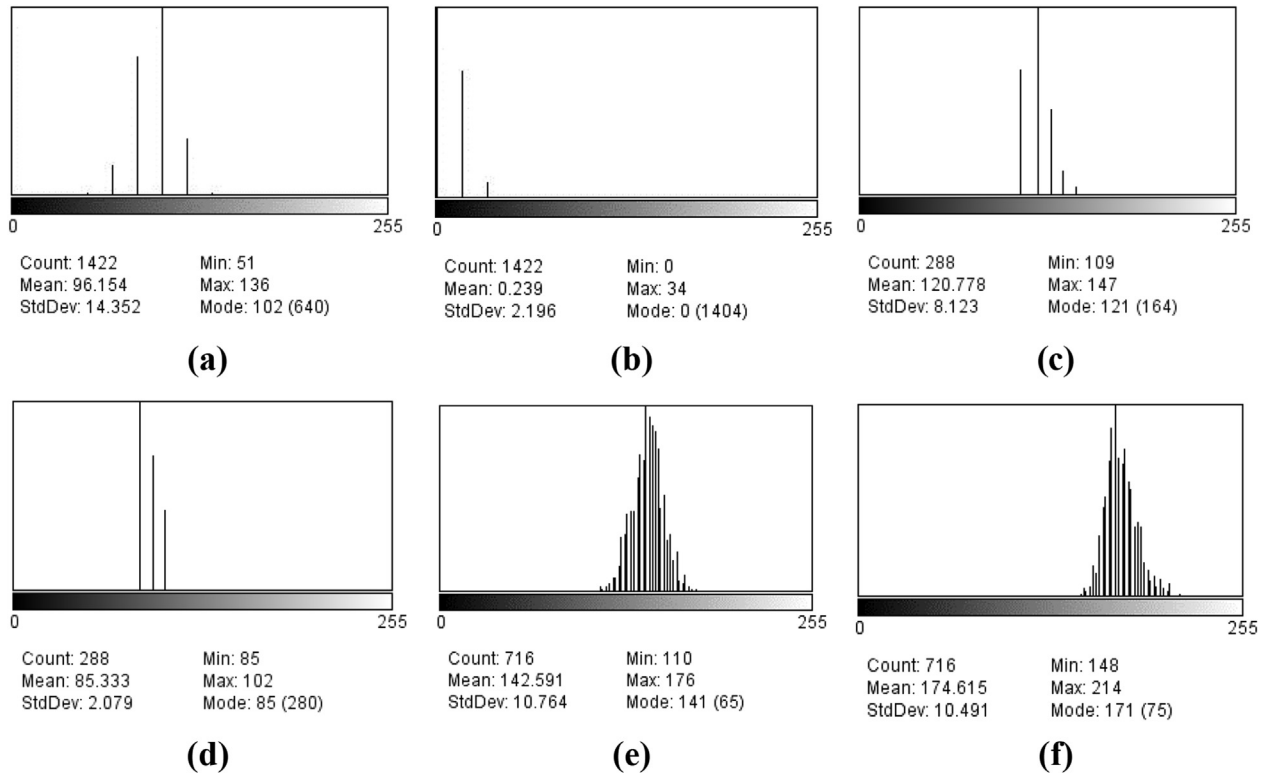 0 255
Count: 1422 Min: 51
Mean: 96.154 Max: 136
StdDev: 14.352 Mode: 102 (640)
(a)
0 255
Count: 1422 Min: 0
Mean: 0.239 Max: 34
StdDev: 2.196 Mode: 0 (1404)
(b)
0 255
Count: 288 Min: 109
Mean: 120.778 Max: 147
StdDev: 8.123 Mode: 121 (164)
(c)
0 255
Count: 288 Min: 85
Mean: 85.333 Max: 102
StdDev: 2.079 Mode: 85 (280)
(d)
0 255
Count: 716 Min: 110
Mean: 142.591 Max: 176
StdDev: 10.764 Mode: 141 (65)
(e)
0 255
Count: 716 Min: 148
Mean: 174.615 Max: 214
StdDev: 10.491 Mode: 171 (75)
(f)